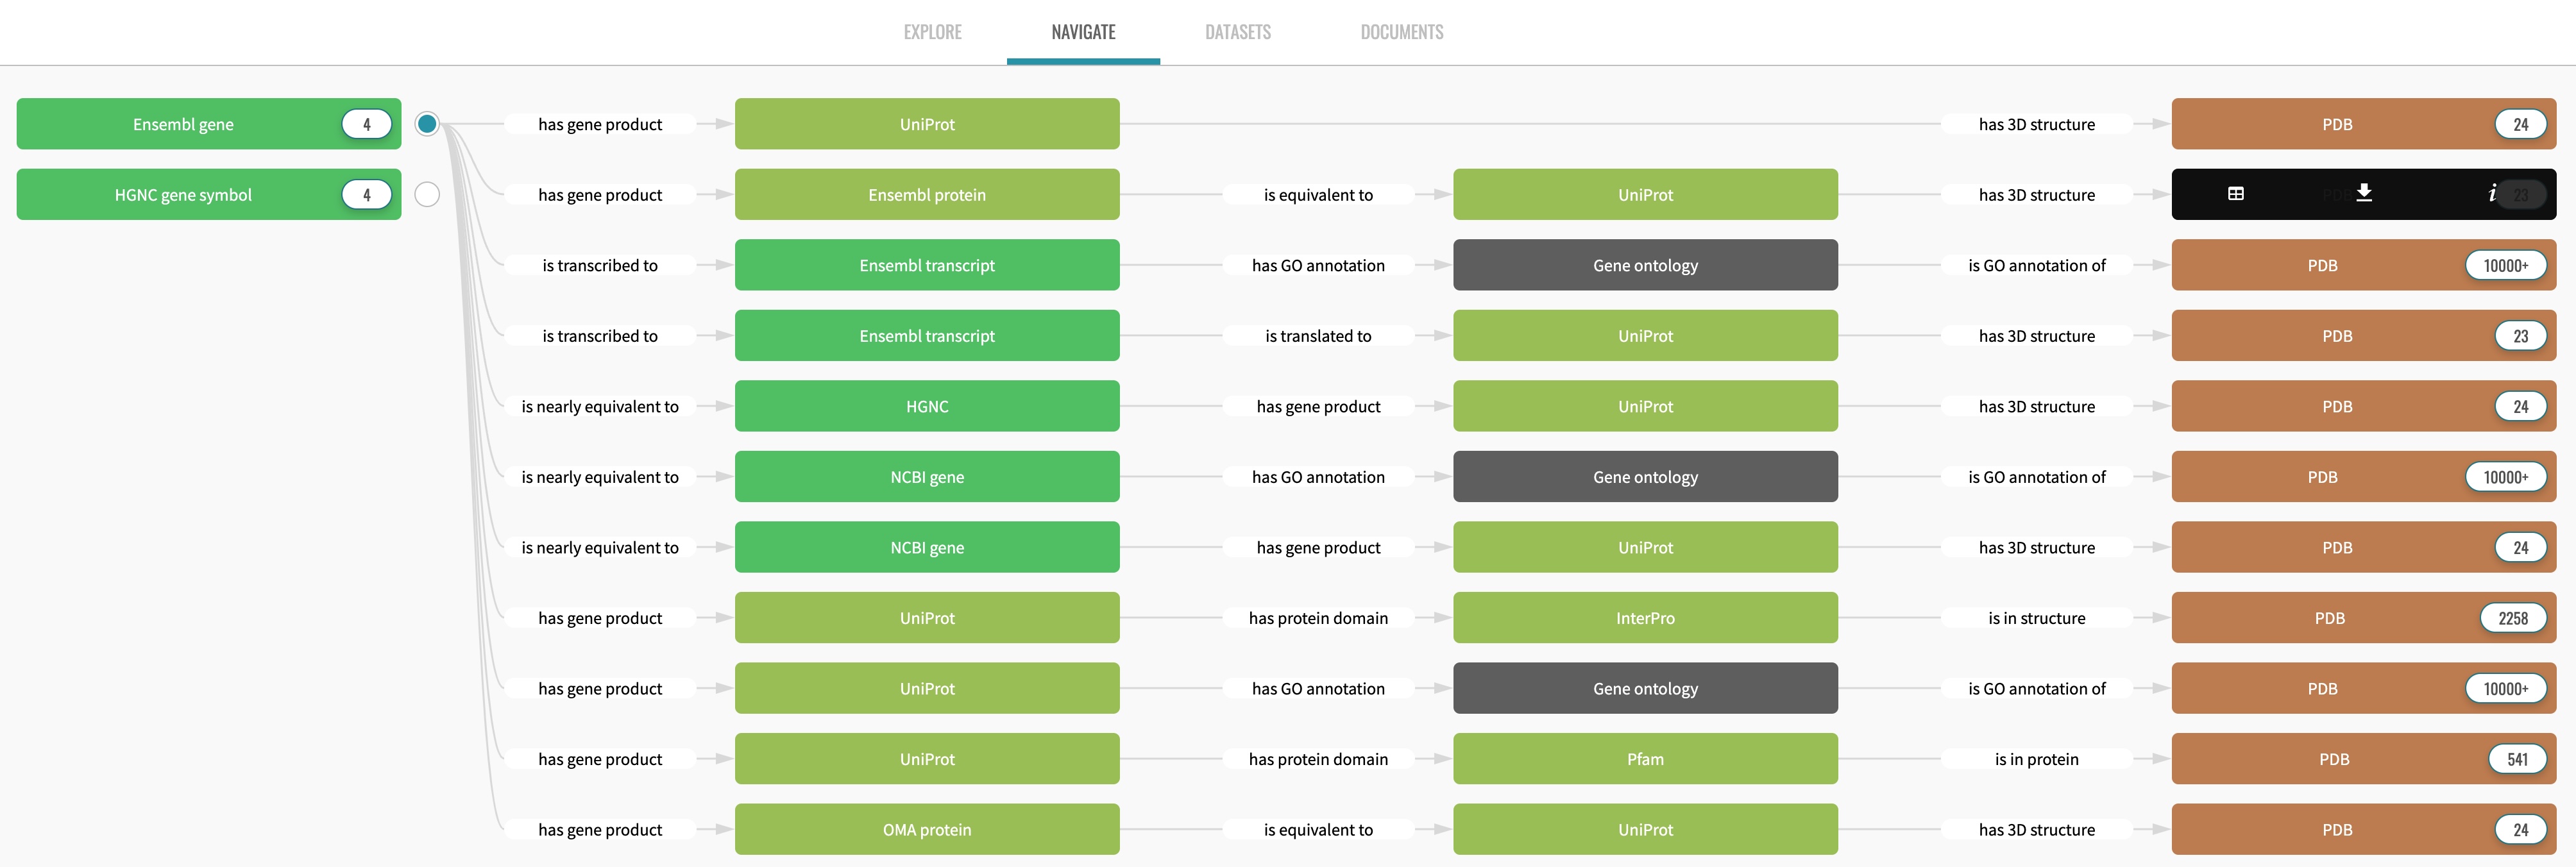 EXPLORE NAVIGATE DATASETS DOCUMENTS
Ensembl gene 4 has gene product UniProt has 3D structure PDB 24
HGNC gene symbol 4 has gene product Ensembl protein is equivalent to UniProt has 3D structure PDB 23
is transcribed to Ensembl transcript has GO annotation Gene ontology is GO annotation of PDB 10000+
is transcribed to Ensembl transcript is translated to UniProt has 3D structure PDB 23
is nearly equivalent to HGNC has gene product UniProt has 3D structure PDB 24
is nearly equivalent to NCBI gene has GO annotation Gene ontology is GO annotation of PDB 10000+
is nearly equivalent to NCBI gene has gene product UniProt has 3D structure PDB 24
has gene product UniProt has protein domain InterPro is in structure PDB 2258
has gene product UniProt has GO annotation Gene ontology is GO annotation of PDB 10000+
has gene product UniProt has protein domain Pfam is in protein PDB 541
has gene product OMA protein is equivalent to UniProt has 3D structure PDB 24